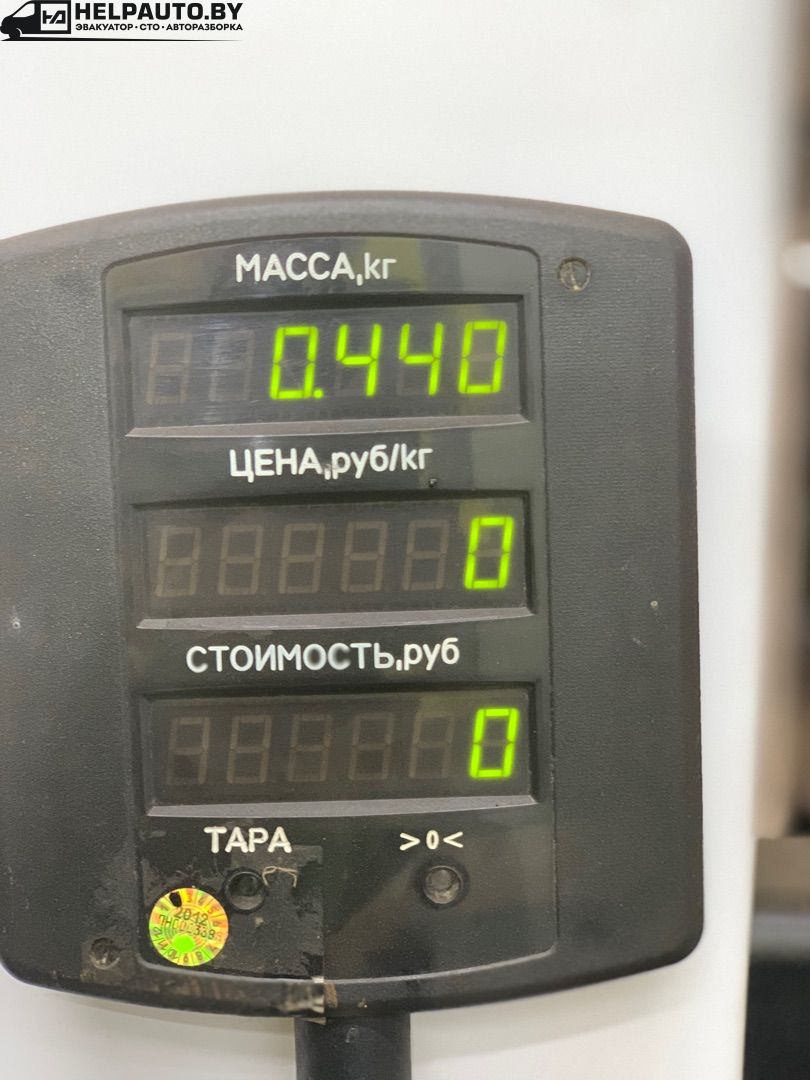 HELPAUTO.BY
ЭВАКУАТОР • СТО • АВТОРАЗБОРКА
МАССА,кг
0.440
ЦЕНА,руб/кг
0
СТОИМОСТЬ,руб
0
ТАРА >0<
2012